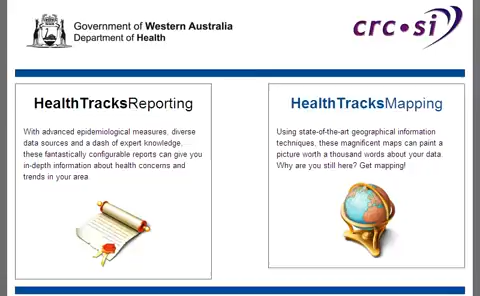 Government of Western Australia
Department of Health
crc•si
HealthTracksReporting
With advanced epidemiological measures, diverse
data sources and a dash of expert knowledge,
these fantastically configurable reports can give you
in-depth information about health concerns and
trends in your area.
HealthTracksMapping
Using state-of-the-art geographical information
techniques, these magnificent maps can paint a
picture worth a thousand words about your data.
Why are you still here? Get mapping!